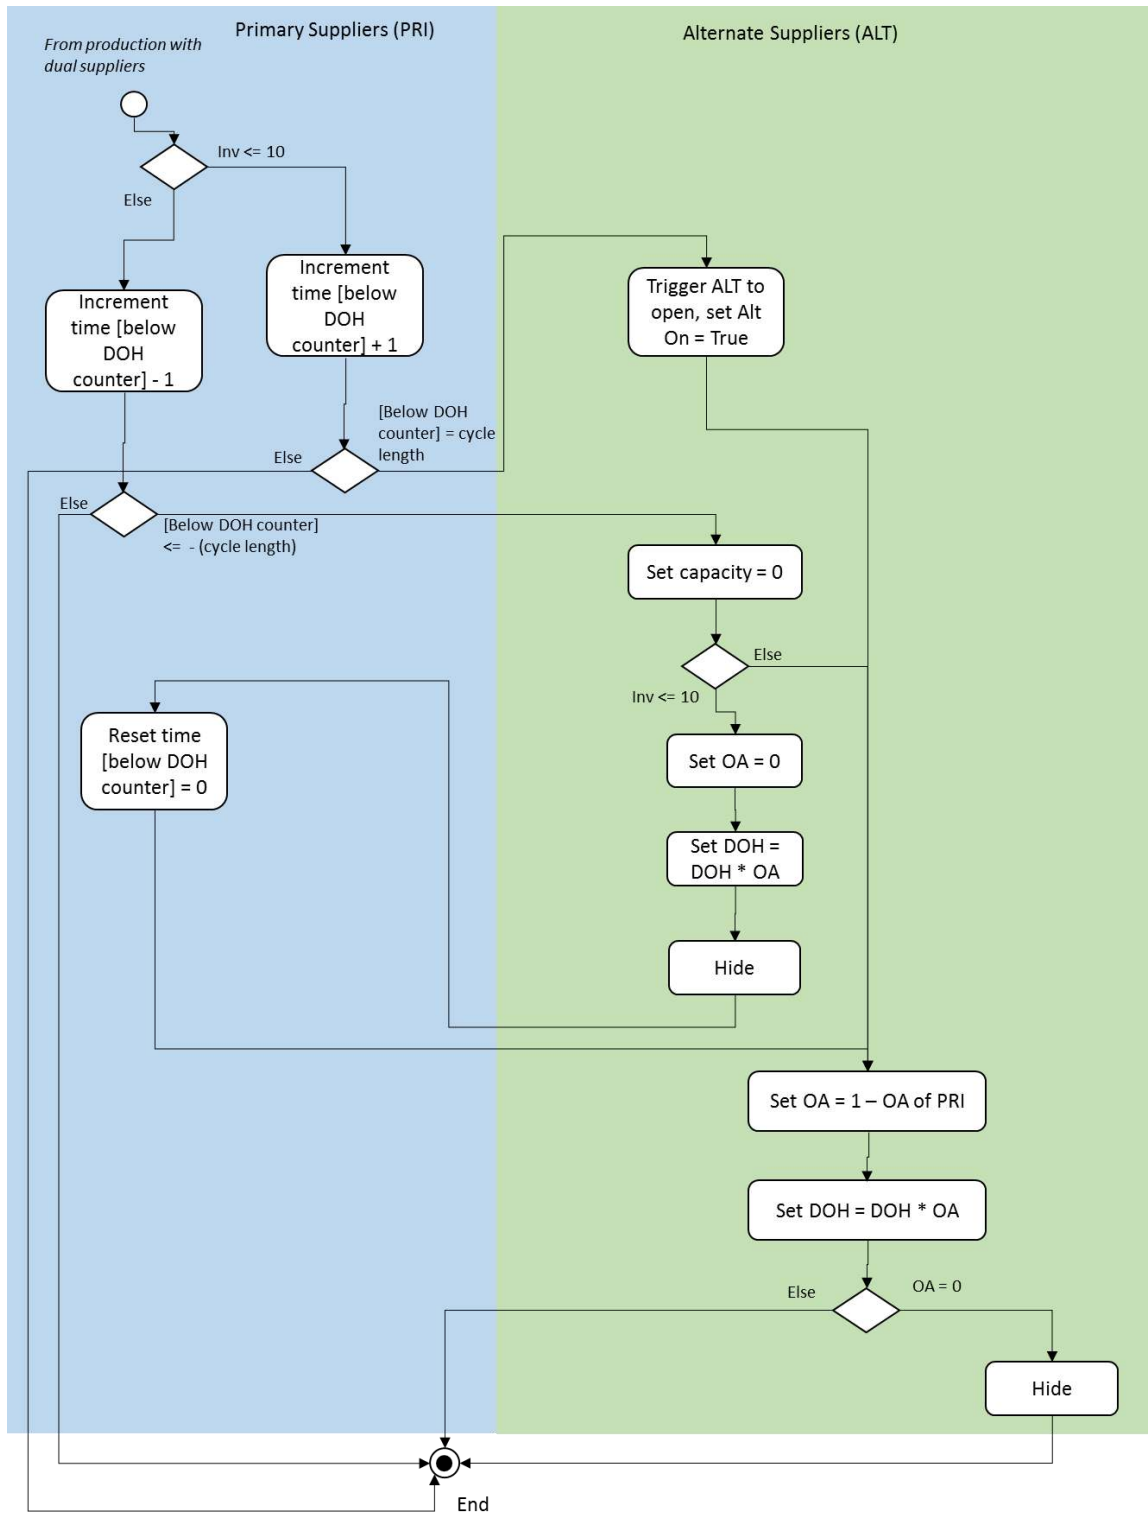 Primary Suppliers (PRI)
Alternate Suppliers (ALT)
From production with
dual suppliers
Inv <= 10
Else
Increment
time [below
DOH
counter] + 1
Increment
time [below
DOH
counter] - 1
Trigger ALT to
open, set Alt
On = True
[Below DOH
counter] = cycle
length
Else
Else
[Below DOH counter]
<= - (cycle length)
Set capacity = 0
Else
Inv <= 10
Reset time
[below DOH
counter] = 0
Set OA = 0
Set DOH =
DOH * OA
Hide
Set OA = 1 – OA of PRI
Set DOH = DOH * OA
Else
OA = 0
Hide
End